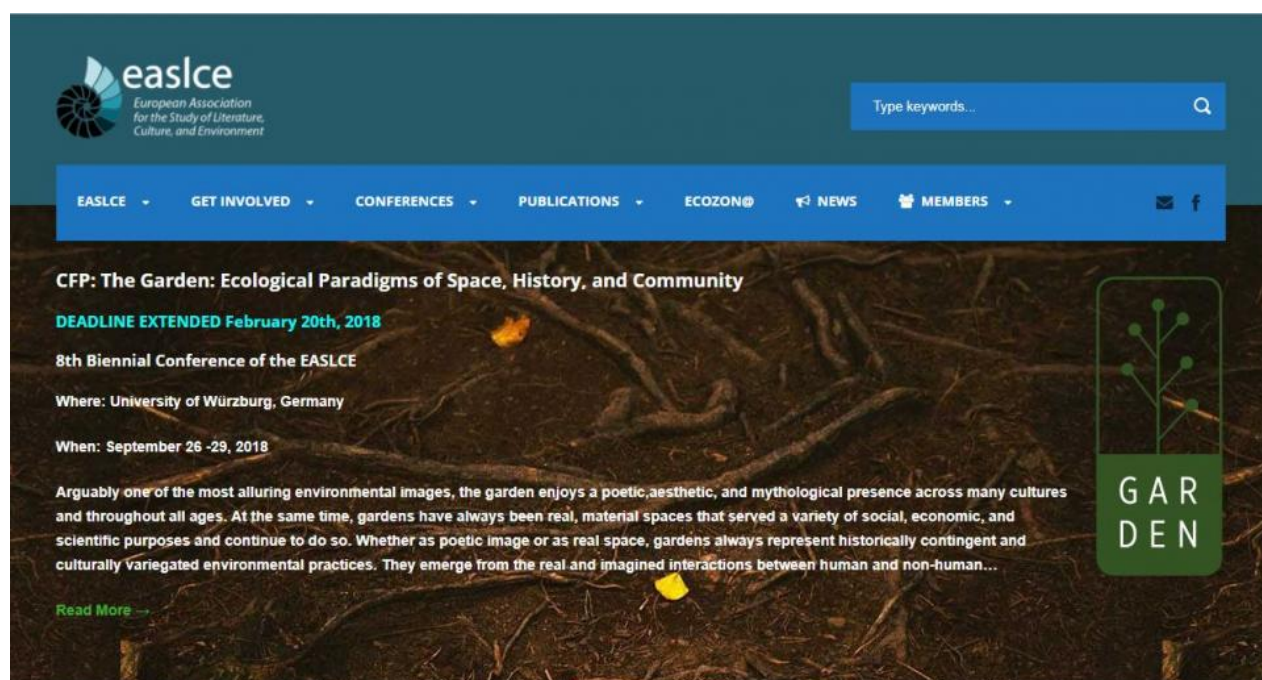 easlce
European Association
for the Study of Literature,
Culture, and Environment
Type keywords...
EASLCE
GET INVOLVED
CONFERENCES
PUBLICATIONS
ECOZON@
NEWS
MEMBERS
CFP: The Garden: Ecological Paradigms of Space, History, and Community
DEADLINE EXTENDED February 20th, 2018
8th Biennial Conference of the EASLCE
Where: University of Würzburg, Germany
When: September 26 -29, 2018
Arguably one of the most alluring environmental images, the garden enjoys a poetic,aesthetic, and mythological presence across many cultures
and throughout all ages. At the same time, gardens have always been real, material spaces that served a variety of social, economic, and
scientific purposes and continue to do so. Whether as poetic image or as real space, gardens always represent historically contingent and
culturally variegated environmental practices. They emerge from the real and imagined interactions between human and non-human...
Read More →
GAR
DEN